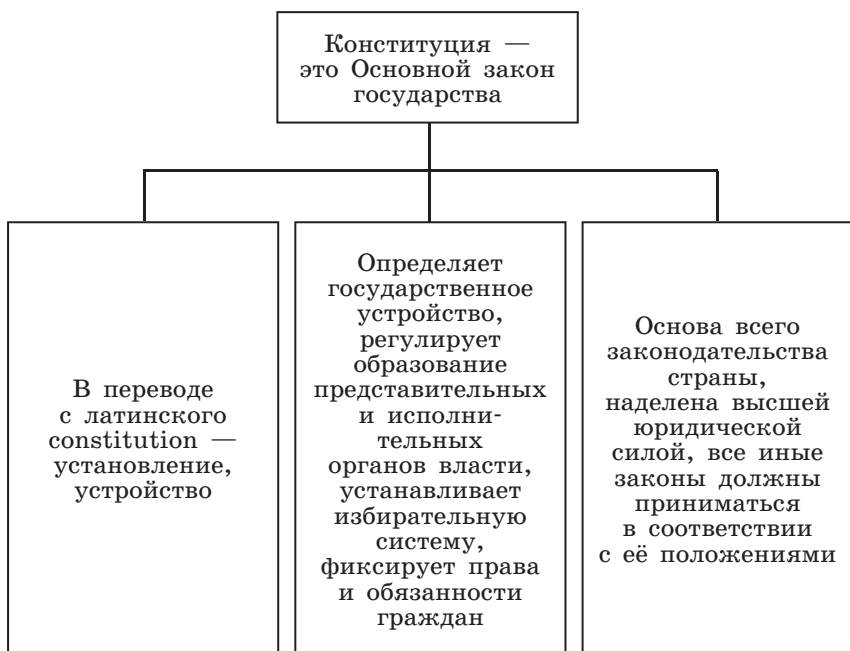 Конституция —
это Основной закон
государства
В переводе
с латинского
constitution —
установление,
устройство
Определяет
государственное
устройство,
регулирует
образование
представительных
и исполни-
тельных
органов власти,
устанавливает
избирательную
систему,
фиксирует права
и обязанности
граждан
Основа всего
законодательства
страны,
наделена высшей
юридической
силой, все иные
законы должны
приниматься
в соответствии
с её положениями